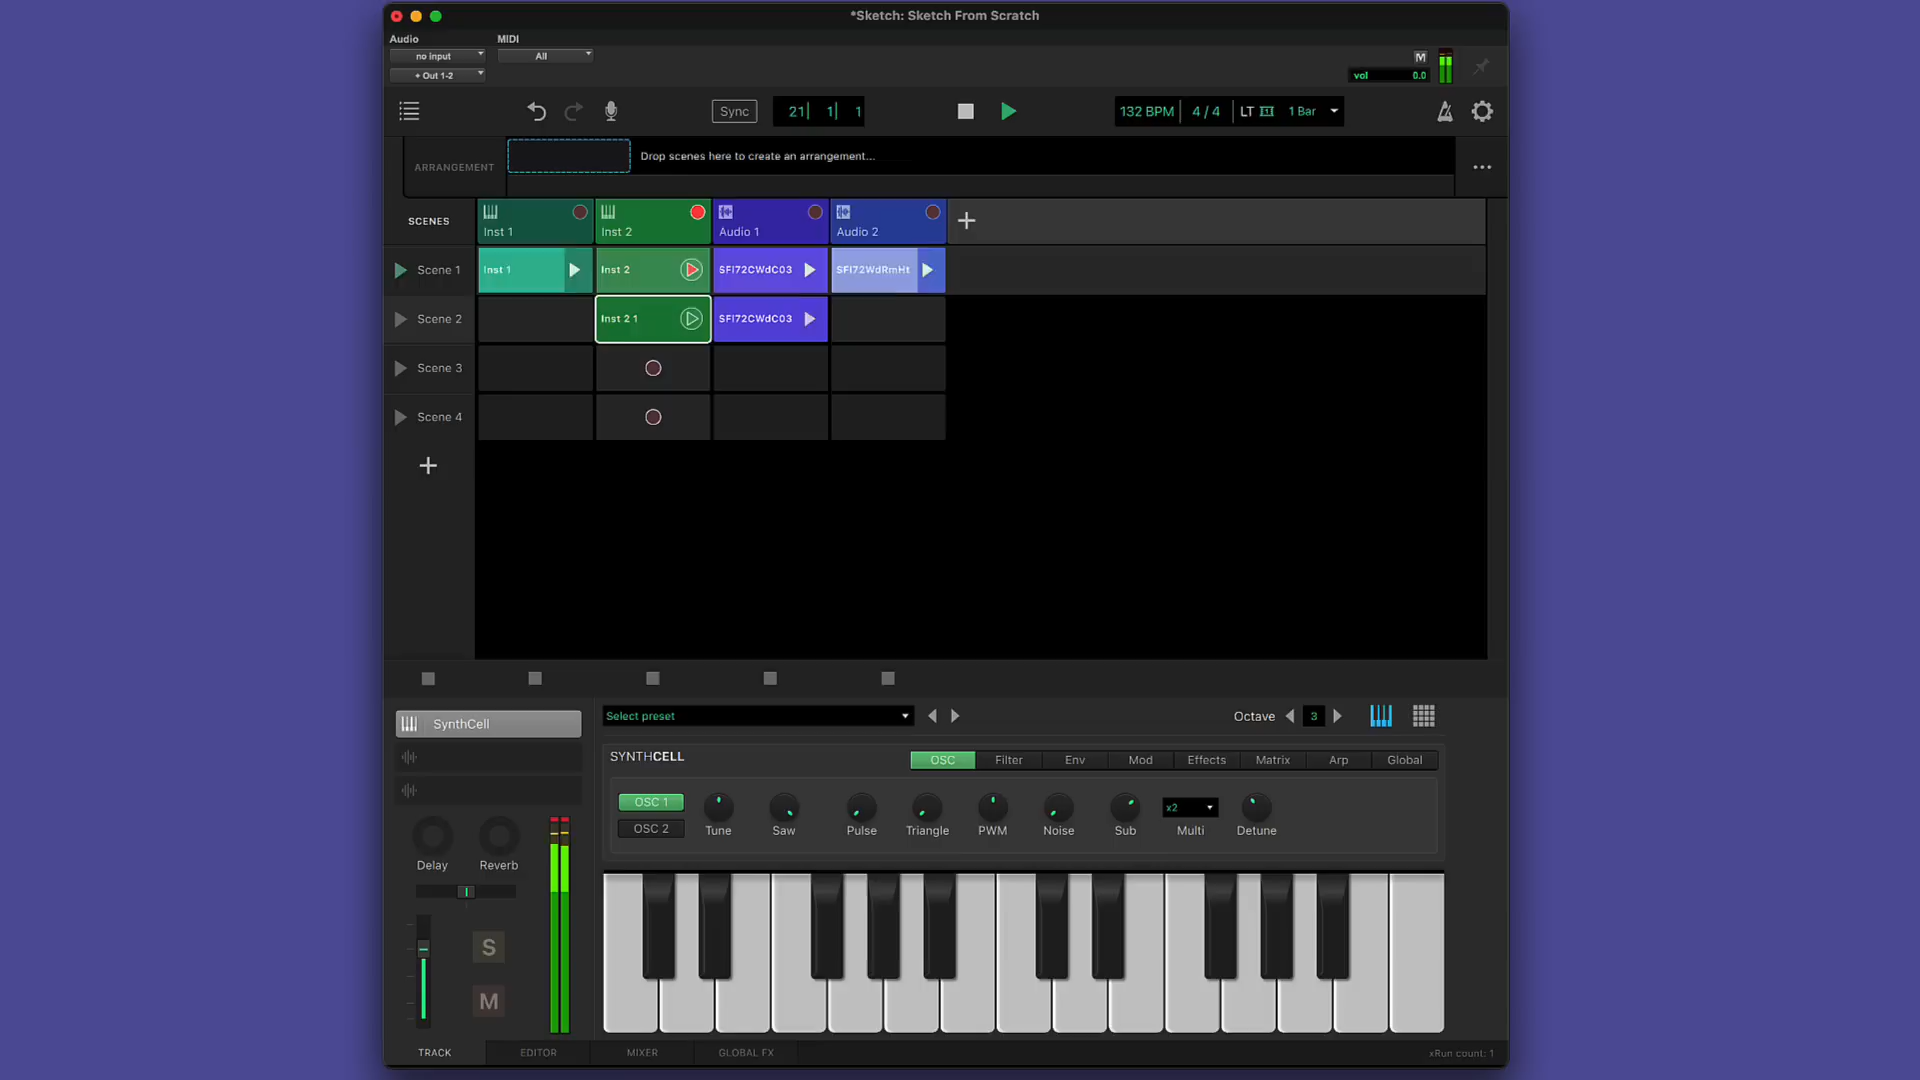 *Sketch: Sketch From Scratch
Audio MIDI
no input All
+ Out 1-2
M
vol 0.0
Sync 21| 1| 1 132 BPM 4 / 4 LT 1 Bar
ARRANGEMENT Drop scenes here to create an arrangement...
SCENES Inst 1 Inst 2 Audio 1 Audio 2
Scene 1 Inst 1 Inst 2 SFI72CWdC03 SFI72WdRmHt
Scene 2 Inst 2 1 SFI72CWdC03
Scene 3
Scene 4
SynthCell Select preset Octave 3
SYNTHCELL OSC Filter Env Mod Effects Matrix Arp Global
OSC 1 x2
OSC 2 Tune Saw Pulse Triangle PWM Noise Sub Multi Detune
Delay Reverb
S
M
TRACK EDITOR MIXER GLOBAL FX xRun count: 1